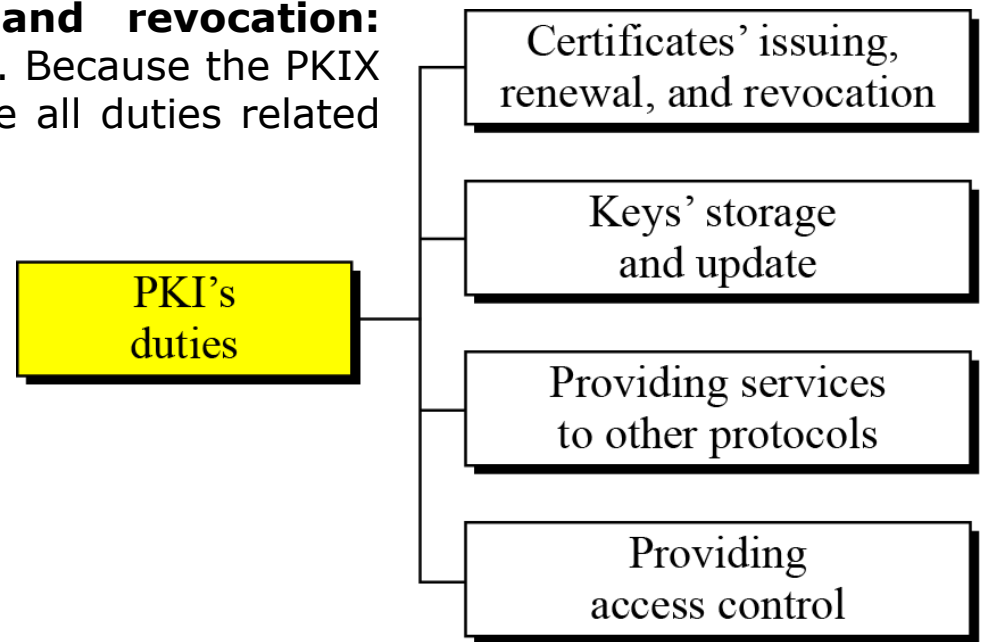 and revocation:
. Because the PKIX
e all duties related
Certificates’ issuing,
renewal, and revocation
Keys’ storage
and update
PKI’s
duties
Providing services
to other protocols
Providing
access control